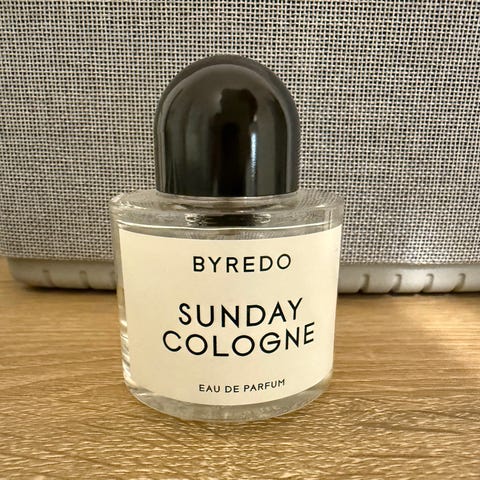 BYREDO
SUNDAY
COLOGNE
EAU DE PARFUM